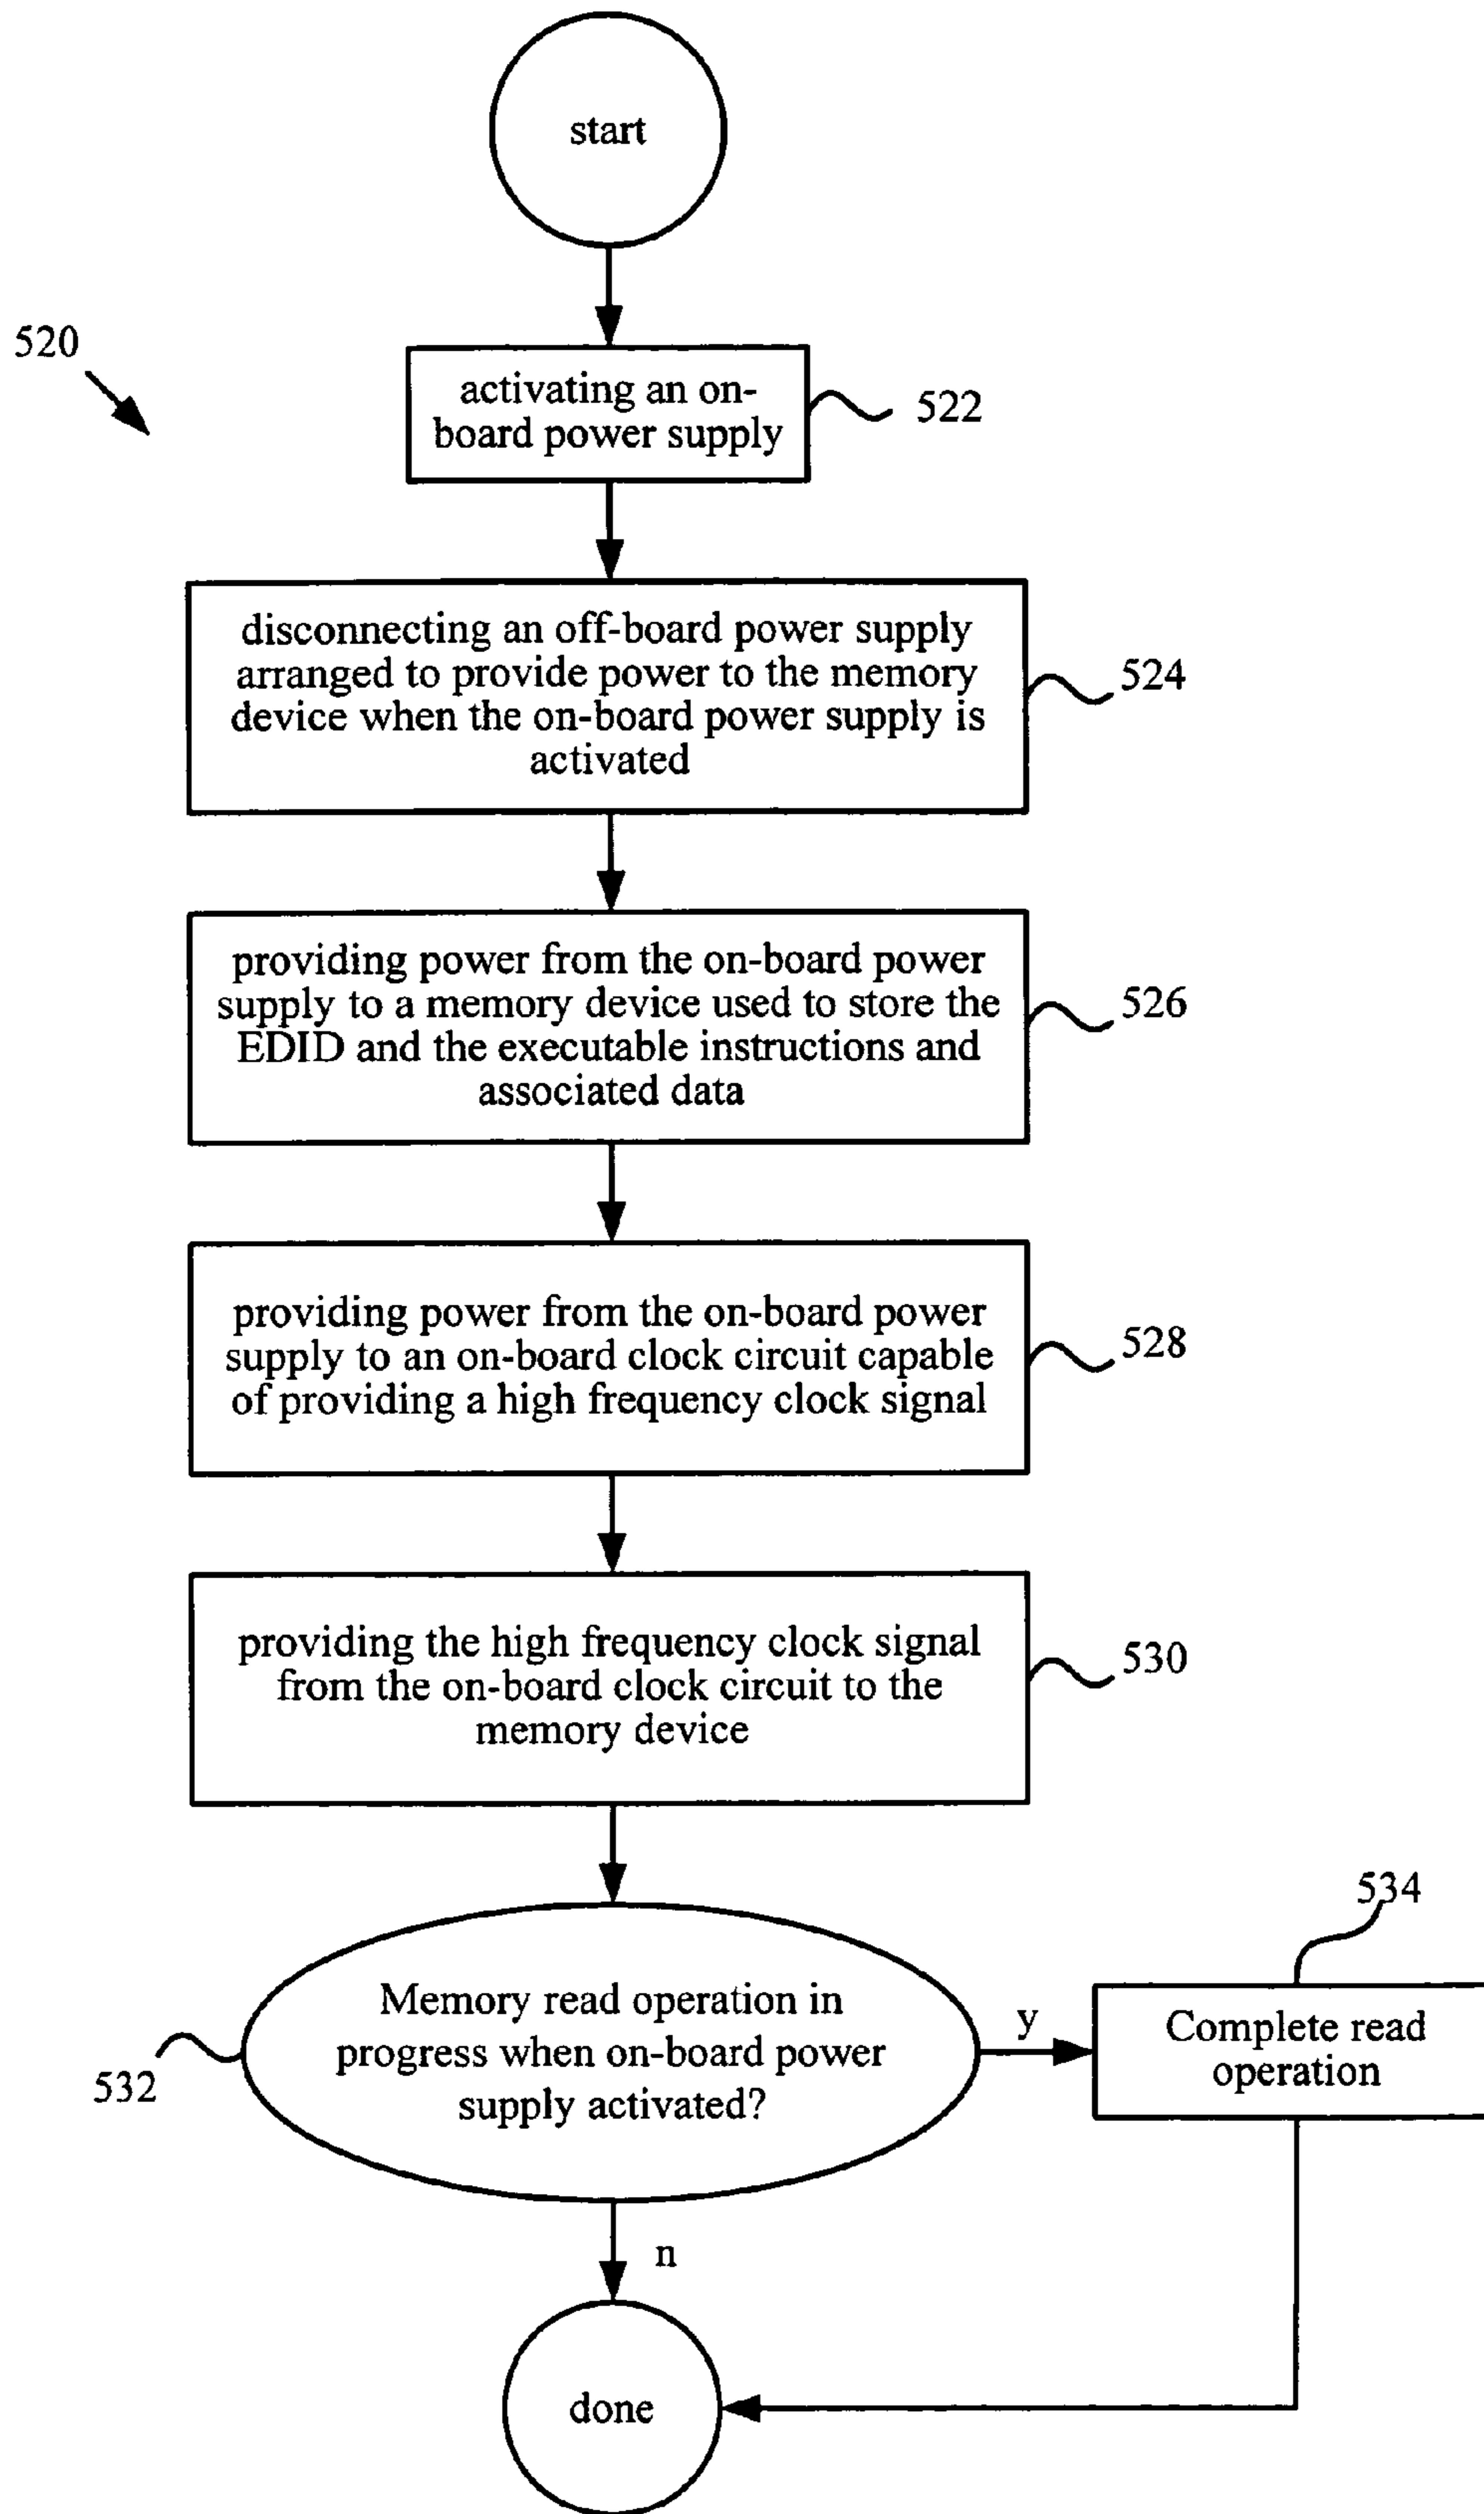 start
520
activating an on-
board power supply
522
disconnecting an off-board power supply
arranged to provide power to the memory
device when the on-board power supply is
activated
524
providing power from the on-board power
supply to a memory device used to store the
EDID and the executable instructions and
associated data
526
providing power from the on-board power
supply to an on-board clock circuit capable
of providing a high frequency clock signal
528
providing the high frequency clock signal
from the on-board clock circuit to the
memory device
530
534
Memory read operation in
progress when on-board power
supply activated?
532
y
Complete read
operation
n
done